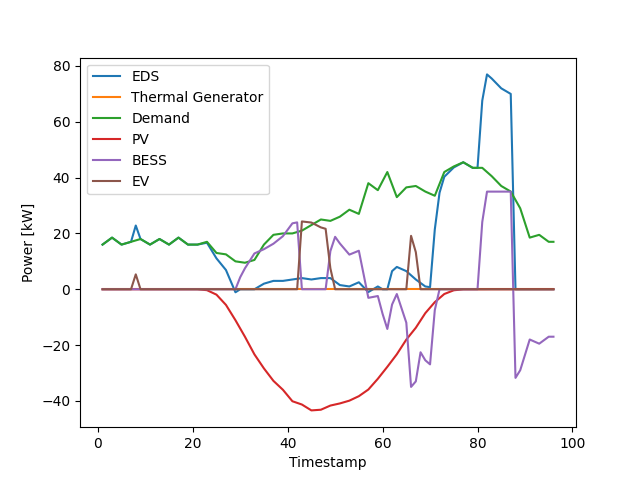 80
60
40
20
0
−20
−40
Power [kW]
EDS
Thermal Generator
Demand
PV
BESS
EV
0 20 40 60 80 100
Timestamp